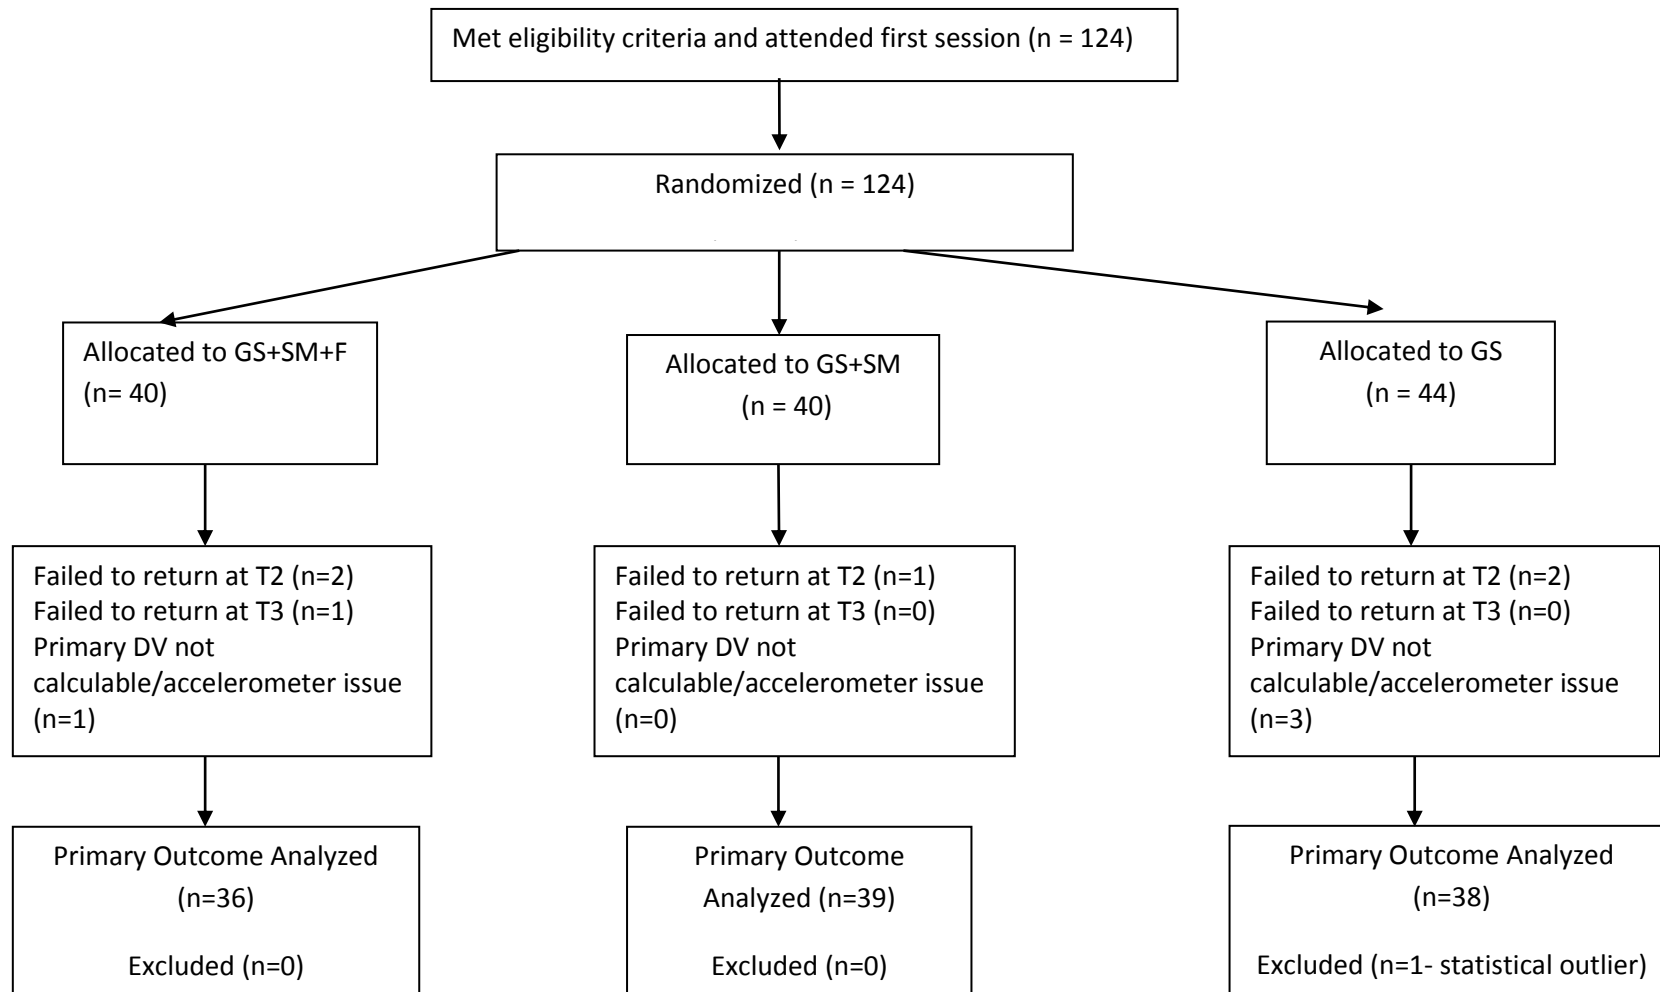 Met eligibility criteria and attended first session (n = 124)
Randomized (n = 124)
Allocated to GS+SM+F
(n= 40)
Allocated to GS+SM
(n = 40)
Allocated to GS
(n = 44)
Failed to return at T2 (n=2)
Failed to return at T3 (n=1)
Primary DV not
calculable/accelerometer issue
(n=1)
Failed to return at T2 (n=1)
Failed to return at T3 (n=0)
Primary DV not
calculable/accelerometer issue
(n=0)
Failed to return at T2 (n=2)
Failed to return at T3 (n=0)
Primary DV not
calculable/accelerometer issue
(n=3)
Primary Outcome Analyzed
(n=36)
Excluded (n=0)
Primary Outcome
Analyzed (n=39)
Excluded (n=0)
Primary Outcome Analyzed
(n=38)
Excluded (n=1- statistical outlier)